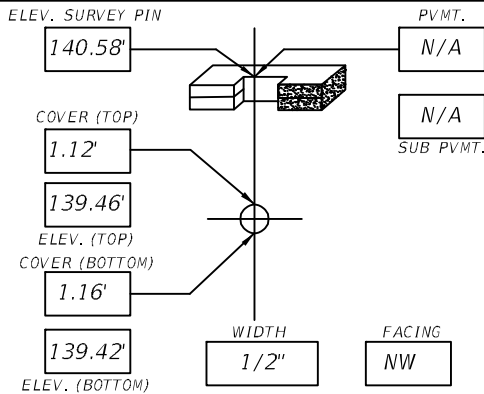 ELEV. SURVEY PIN
140.58'
PVMT.
N/A
N/A
SUB PVMT.
COVER (TOP)
1.12'
139.46'
ELEV. (TOP)
COVER (BOTTOM)
1.16'
139.42'
ELEV. (BOTTOM)
WIDTH
1/2"
FACING
NW